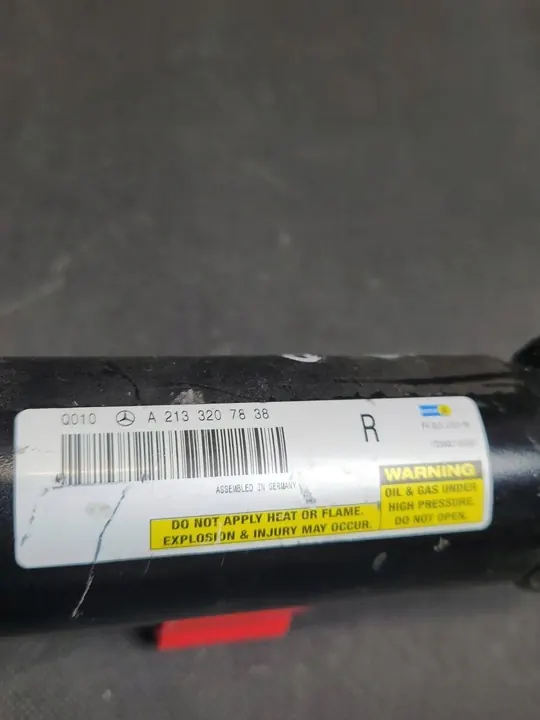 Q010 A 213 320 78 38
R
ASSEMBLED IN GERMANY
WARNING
OIL & GAS UNDER
HIGH PRESSURE.
DO NOT OPEN.
DO NOT APPLY HEAT OR FLAME.
EXPLOSION & INJURY MAY OCCUR.